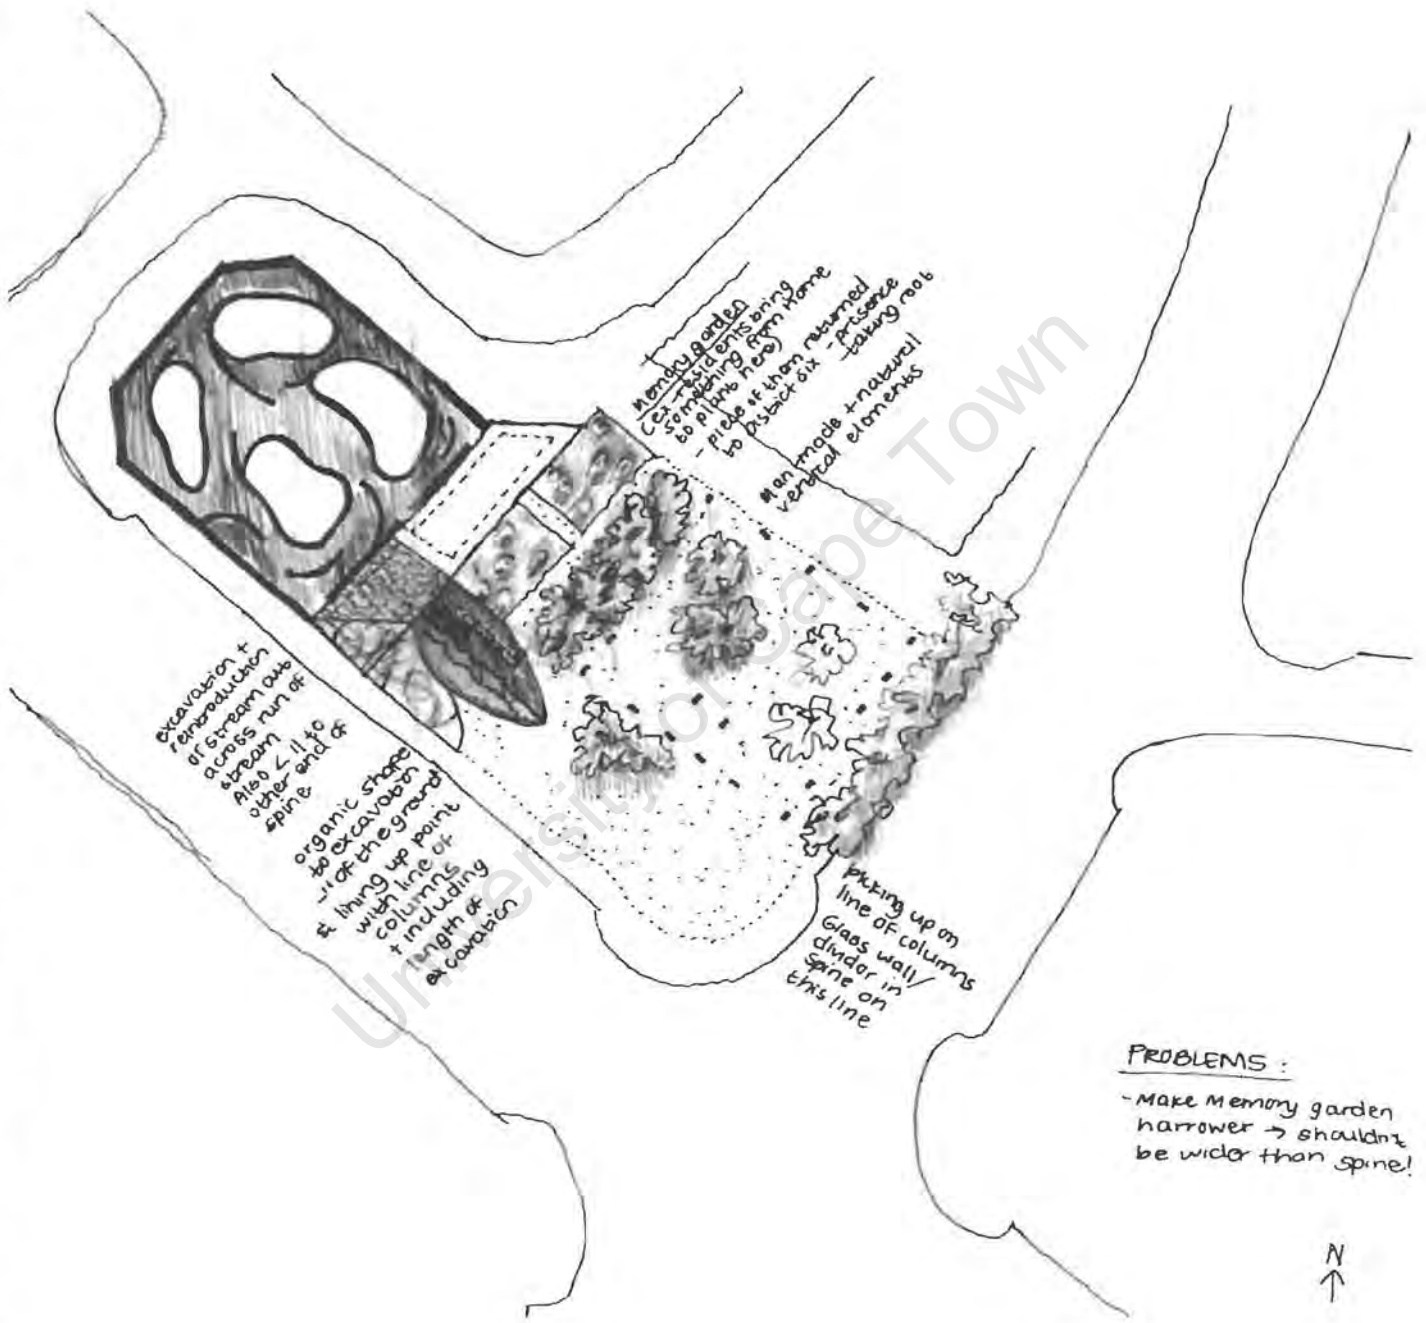 Memory garden
(ex-residents bring
something from Home
to plant here)
- piece of them returned
to District six - presence
taking root
Man-made + naturall
vertical elements
excavation +
reintroduction
of stream aut
across run of
stream
Also < 11 to
other end of
spine
organic shape
to excavation
-"of the ground
lining up point
with line of
columns
+ including
length of
excavation
picking up on
line of columns
Glass wall/
dividor in
spine on
this line
PROBLEMS :
- Make Memory garden
narrower → shouldnt
be wider than spine!
N
University of Cape Town